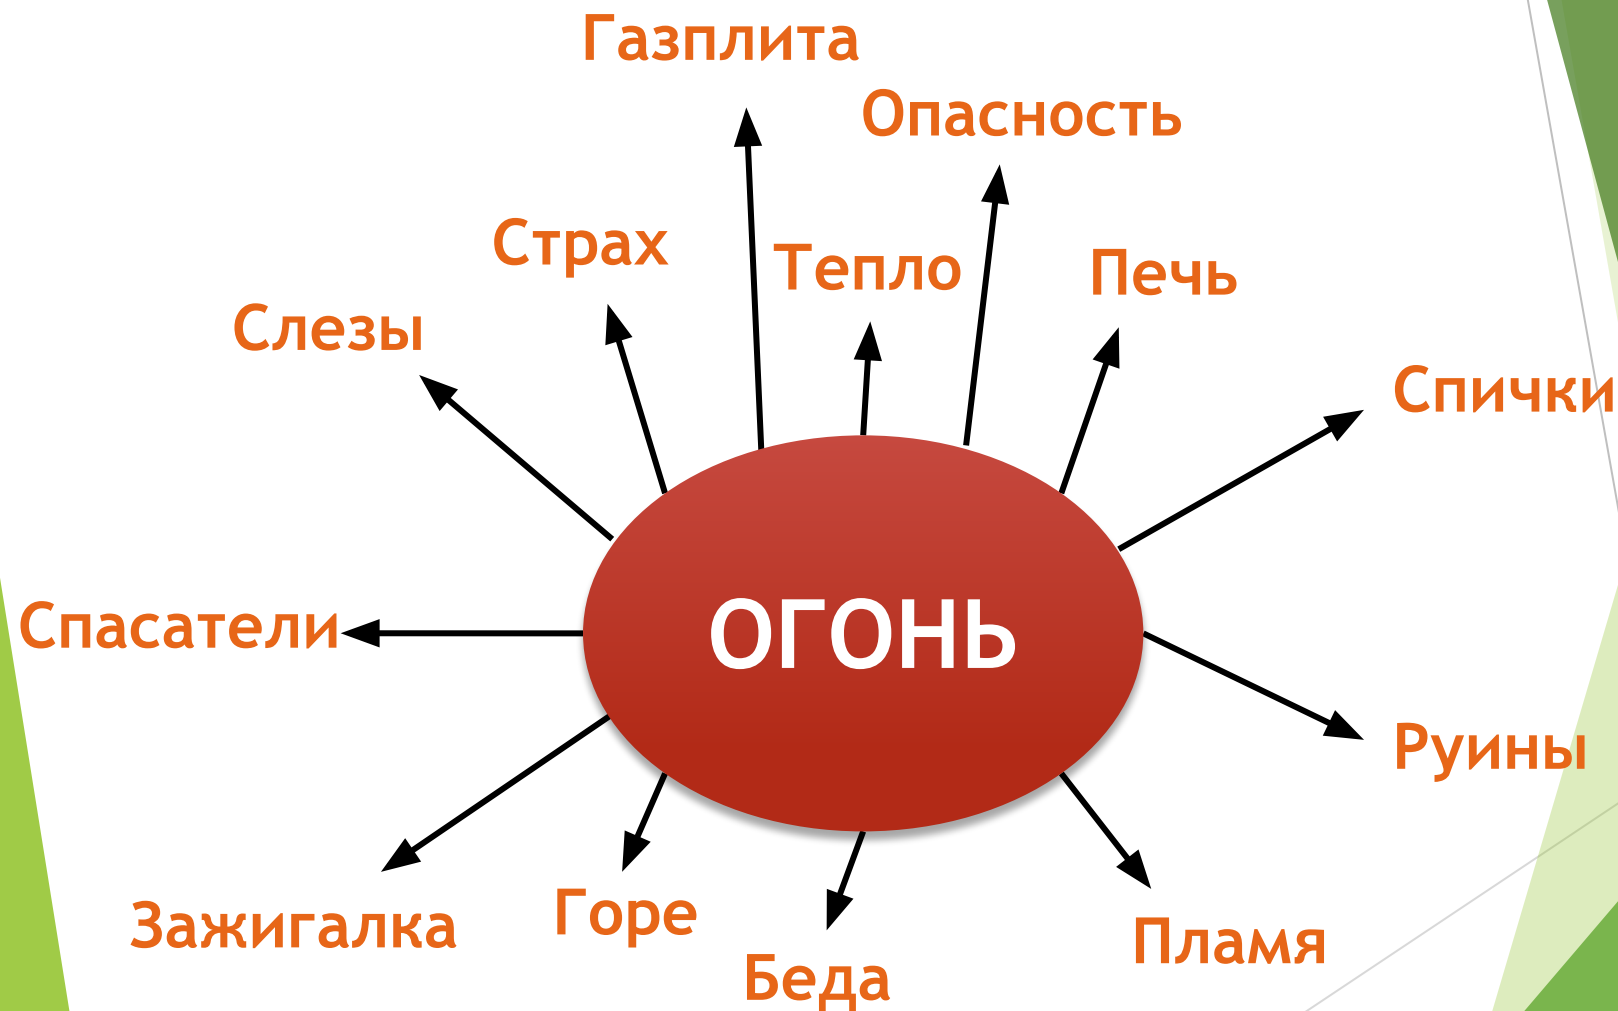 Газплита
Опасность
Страх
Тепло
Печь
Слезы
Спички
Спасатели
ОГОНЬ
Руины
Зажигалка
Горе
Беда
Пламя